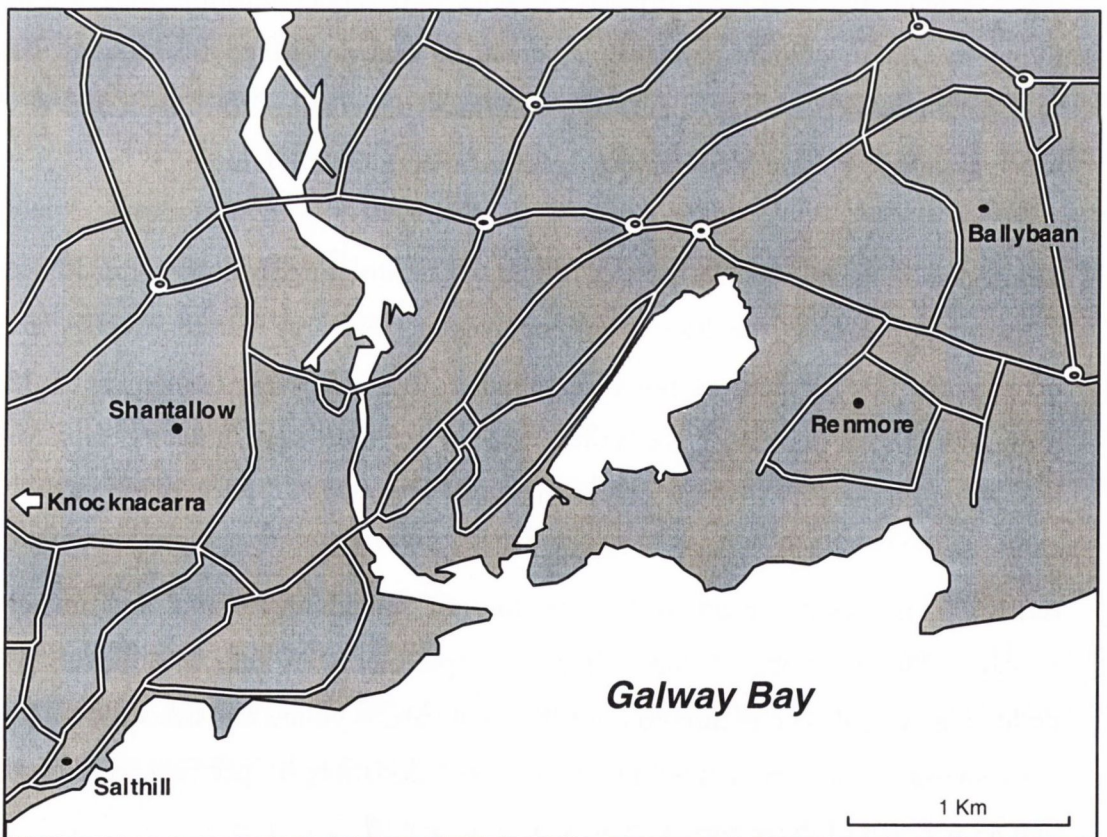 Ballybaan
Shantallow
Renmore
Knocknacarra
Galway Bay
Salthill
1 Km